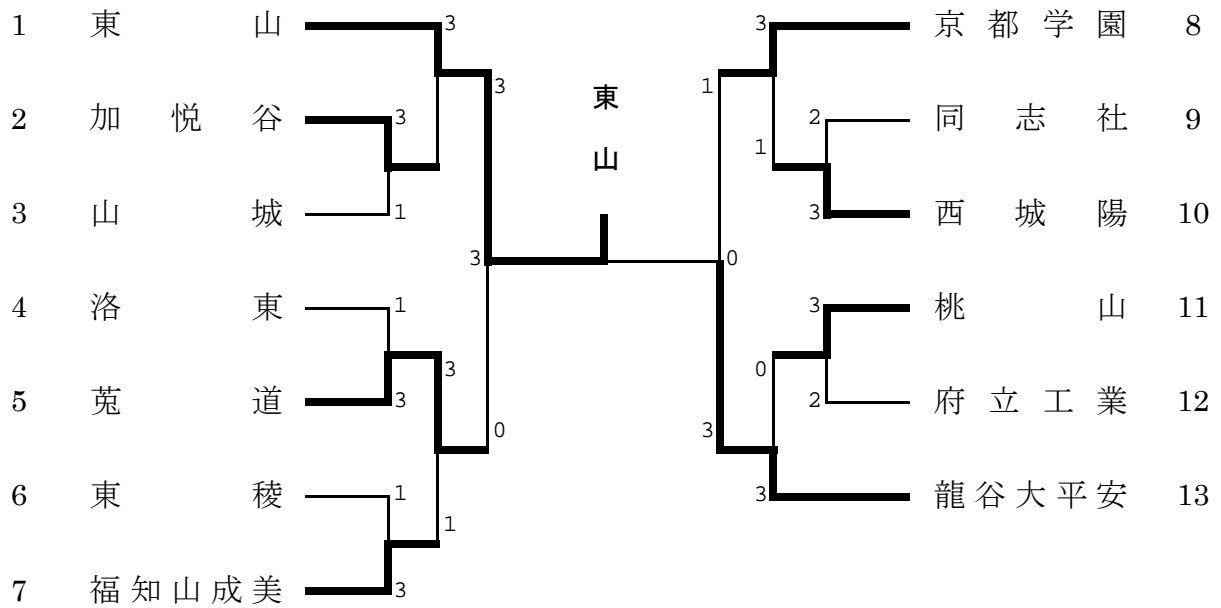 1 東山 3
2 加悦谷 3
3 山城 1
3
3
4 洛東 1
5 菟道 3
3
0
6 東稜 1
7 福知山成美 3
1
東山
3 京都学園 8
1
2 同志社 9
1
3 西城陽 10
0
3 桃山 11
0
2 府立工業 12
3
3 龍谷大平安 13